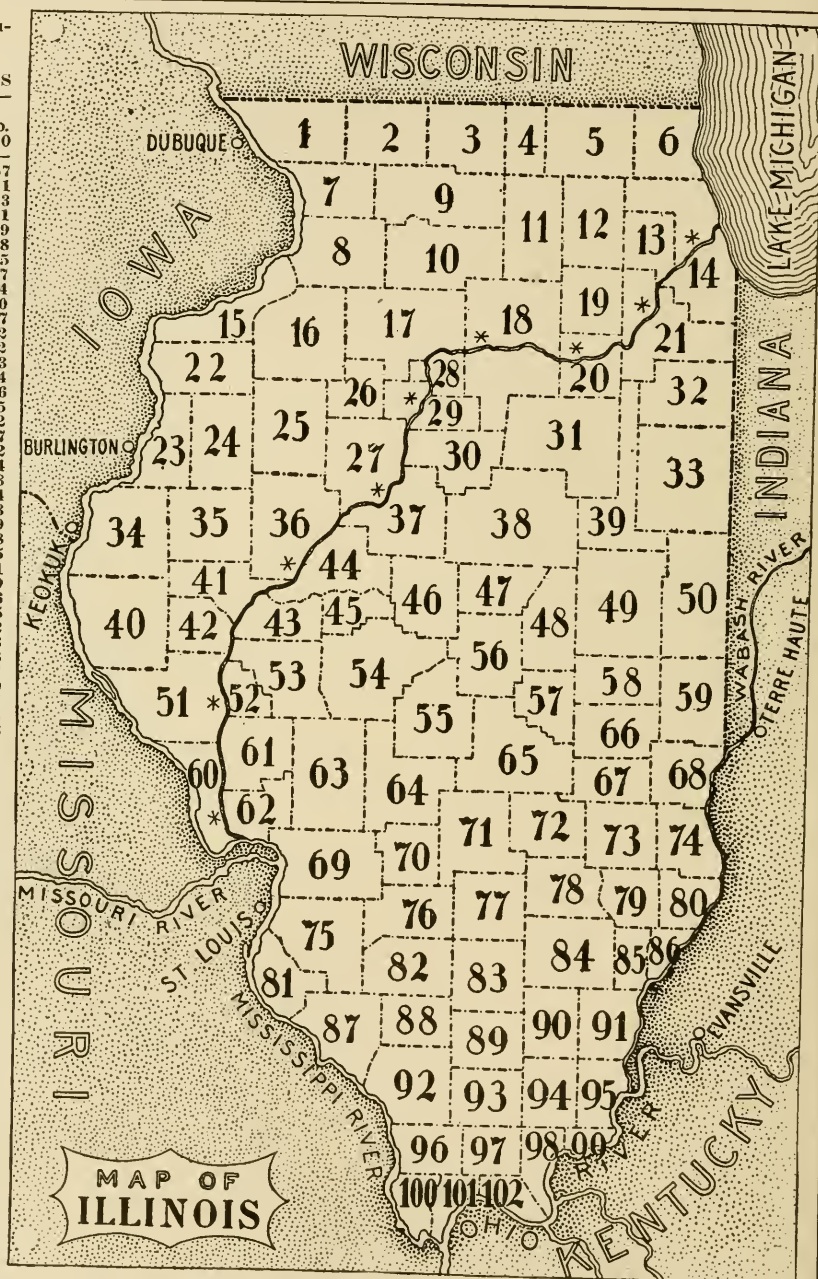 WISCONSIN
LAKE MICHIGAN
DUBUQUE
1 2 3 4 5 6
IOWA
7 9
8 10 11 12 13 * 14
15 16 17 18 19 *
* * 21
22 28 20
26 * 29 32
INDIANA
BURLINGTON
23 24 25 27 30 31 33
*
KEOKUK
34 35 36 37 38 39
* 44
41 46 47
40 42 43 45 48 49 50
WABASH RIVER
TERRE HAUTE
51 * 52 53 54 56 57 58 59
55 66
MISSOURI
60 61 63 64 65 67 68
* 62
69 70 71 72 73 74
MISSOURI RIVER
ST LOUIS
75 76 77 78 79 80
81 82 83 84 85 86
EVANSVILLE
MISSISSIPPI RIVER
87 88 89 90 91
92 93 94 95
96 97 98 99
100 101 102
OHIO RIVER
KENTUCKY
MAP OF
ILLINOIS